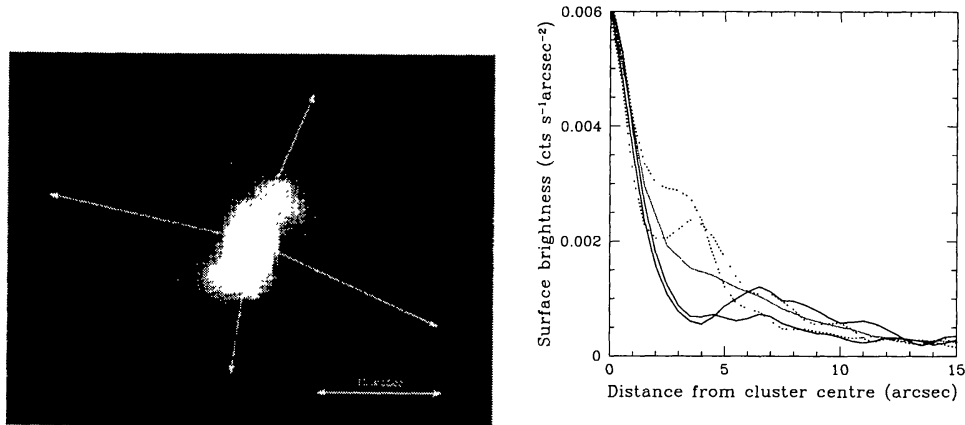 0.006
0.004
0.002
0
Surface brightness (cts s⁻¹arcsec⁻²)
0 5 10 15
Distance from cluster centre (arcsec)